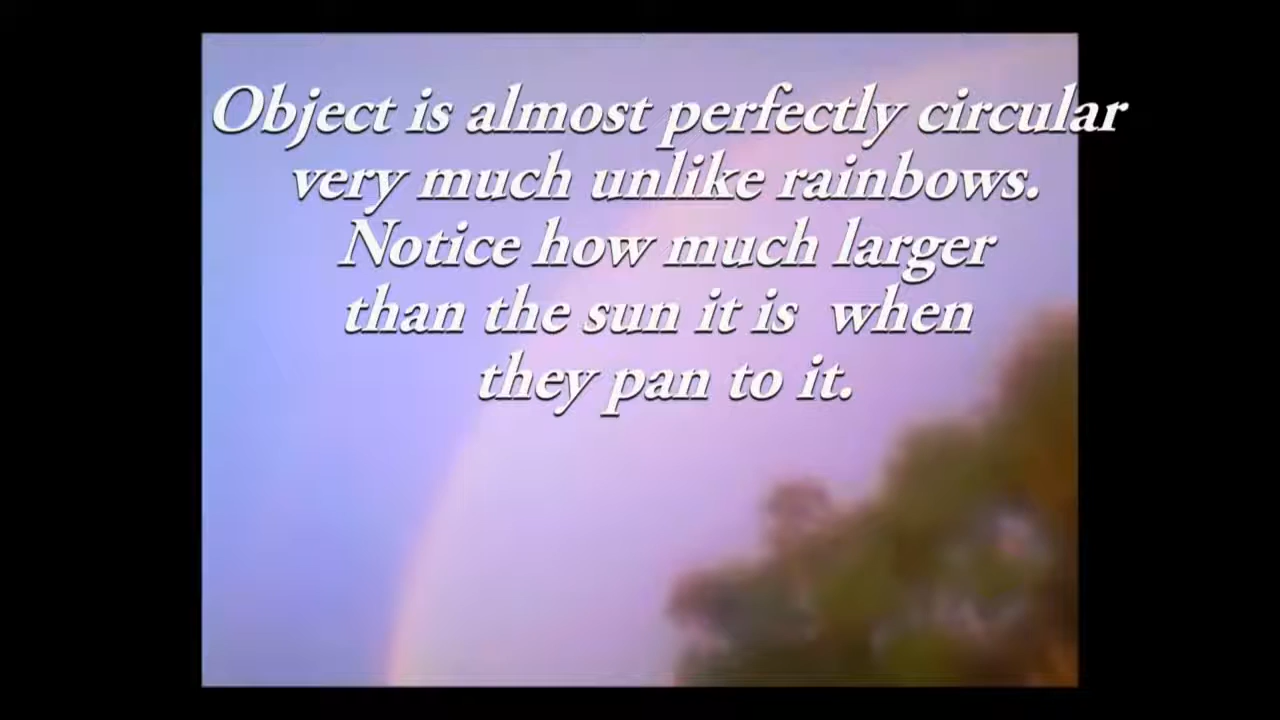 Object is almost perfectly circular
very much unlike rainbows.
Notice how much larger
than the sun it is when
they pan to it.